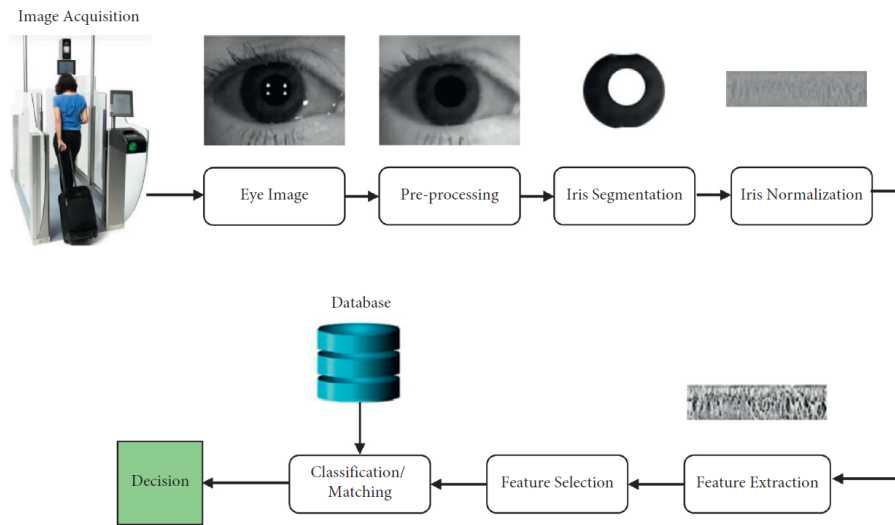 Image Acquisition
Eye Image
Pre-processing
Iris Segmentation
Iris Normalization
Database
Decision
Classification/
Matching
Feature Selection
Feature Extraction